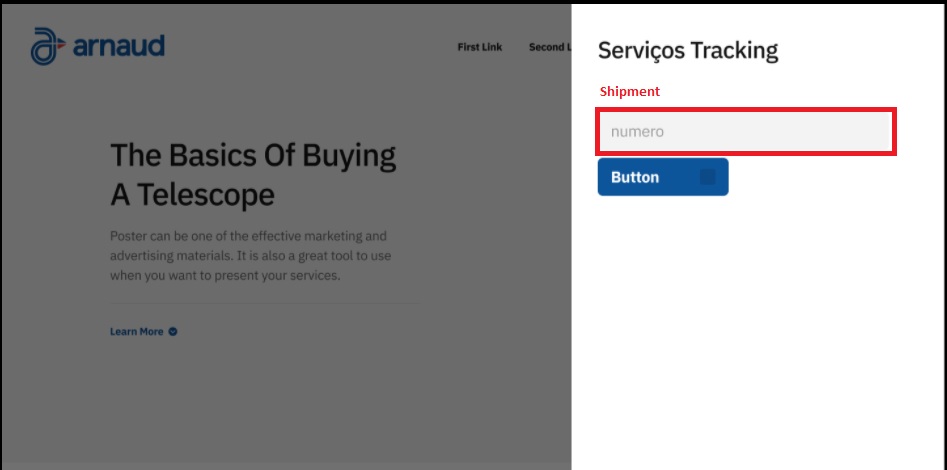 arnaud
First Link
Second L
The Basics Of Buying
A Telescope
Poster can be one of the effective marketing and
advertising materials. It is also a great tool to use
when you want to present your services.
Learn More
Serviços Tracking
Shipment
numero
Button